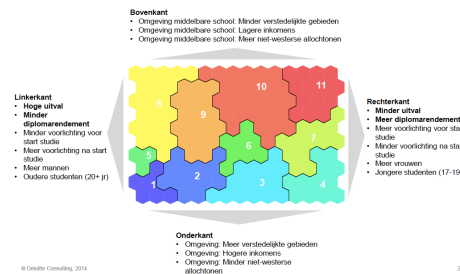 Bovenkant
• Omgeving middelbare school: Minder verstedelijkte gebieden
• Omgeving middelbare school: Lagere inkomens
• Omgeving middelbare school: Meer niet-westerse allochtonen
Linkerkant
• Hoge uitval
• Minder
diplomarendement
• Minder voorlichting voor
start studie
• Meer voorlichting na start
studie
• Meer mannen
• Oudere studenten (20+ jr)
8
9
10
11
5
6
7
1
2
3
4
Rechterkant
• Minder uitval
• Meer diplomarendement
• Meer voorlichting voor sta
studie
• Minder voorlichting na sta
studie
• Meer vrouwen
• Jongere studenten (17-19
Onderkant
• Omgeving: Meer verstedelijkte gebieden
• Omgeving: Hogere inkomens
• Omgeving: Minder niet-westerse
allochtonen
© Deloitte Consulting, 2014
2